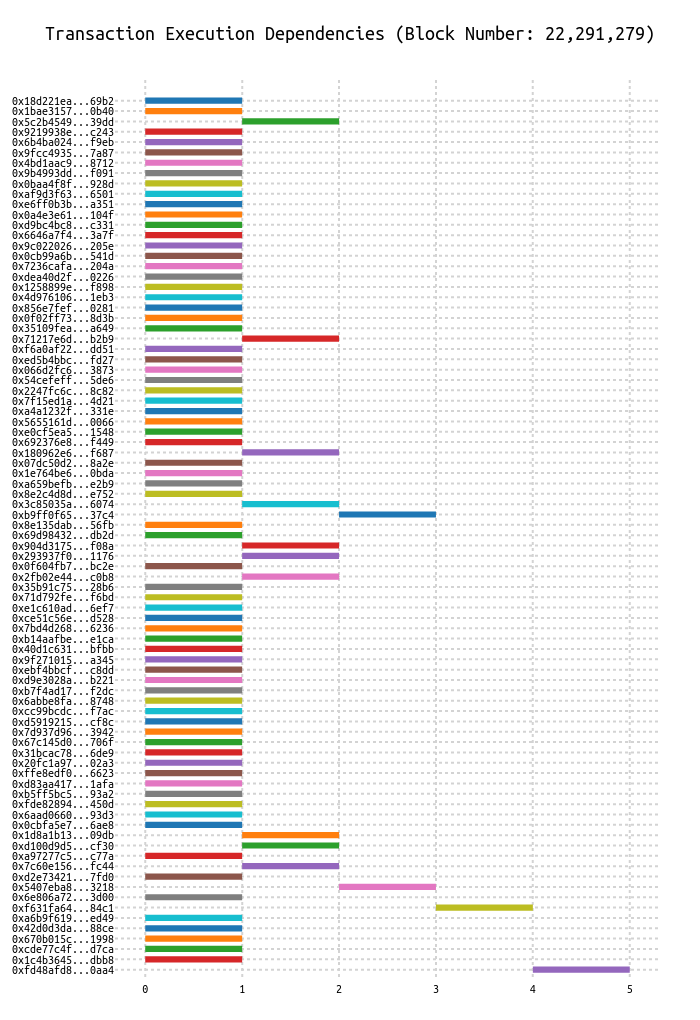 Transaction Execution Dependencies (Block Number: 22,291,279)
0x18d221ea...69b2
0x1bae3157...0b40
0x5c2b4549...39dd
0x9219938e...c243
0x6b4ba024...f9eb
0x9fcc4935...7a87
0x4bd1aac9...8712
0x9b4993dd...f091
0x0baa4f8f...928d
0xaf9d3f63...6501
0xe6ff0b3b...a351
0x0a4e3e61...104f
0xd9bc4bc8...c331
0x6646a7f4...3a7f
0x9c022026...205e
0x0cb99a6b...541d
0x7236cafa...204a
0xdea40d2f...0226
0x1258899e...f898
0x4d976106...1eb3
0x856e7fef...0281
0x0f02ff73...8d3b
0x35109fea...a649
0x71217e6d...b2b9
0xf6a0af22...dd51
0xed5b4bbc...fd27
0x066d2fc6...3873
0x54cefeff...5de6
0x2247fc6c...8c82
0x7f15ed1a...4d21
0xa4a1232f...331e
0x5655161d...0066
0xe0cf5ea5...1548
0x692376e8...f449
0x180962e6...f687
0x07dc50d2...8a2e
0x1e764be6...0bda
0xa659befb...e2b9
0x8e2c4d8d...e752
0x3c85035a...6074
0xb9ff0f65...37c4
0x8e135dab...56fb
0x69d98432...db2d
0x904d3175...f08a
0x293937f0...1176
0x0f604fb7...bc2e
0x2fb02e44...c0b8
0x35b91c75...28b6
0x71d792fe...f6bd
0xe1c610ad...6ef7
0xce51c56e...d528
0x7bd4d268...6236
0xb14aafbe...e1ca
0x40d1c631...bfbb
0x9f271015...a345
0xebf4bbcf...c8dd
0xd9e3028a...b221
0xb7f4ad17...f2dc
0x6abbe8fa...8748
0xcc99bcdc...f7ac
0xd5919215...cf8c
0x7d937d96...3942
0x67c145d0...706f
0x31bcac78...6de9
0x20fc1a97...02a3
0xffe8edf0...6623
0xd83aa417...1afa
0xb5ff5bc5...93a2
0xfde82894...450d
0x6aad0660...93d3
0x0cbfa5e7...6ae8
0x1d8a1b13...09db
0xd100d9d5...cf30
0xa97277c5...c77a
0x7c60e156...fc44
0xd2e73421...7fd0
0x5407eba8...3218
0x6e806a72...3d00
0xf631fa64...84c1
0xa6b9f619...ed49
0x42d0d3da...88ce
0x670b015c...1998
0xcde77c4f...d7ca
0x1c4b3645...dbb8
0xfd48afd8...0aa4
0 1 2 3 4 5